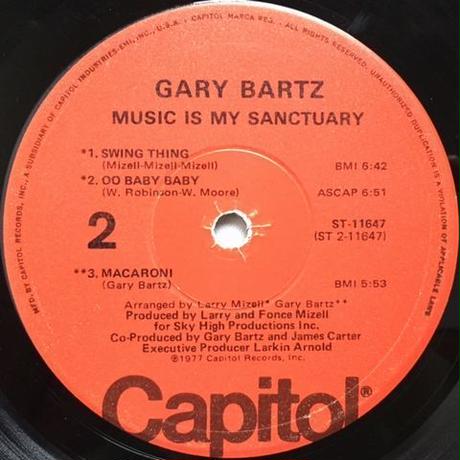 MFD. BY CAPITOL RECORDS, INC., A SUBSIDIARY OF CAPITOL INDUSTRIES-EMI, INC., U.S.A. • CAPITOL MARCA REG. • ALL RIGHTS RESERVED. UNAUTHORIZED DUPLICATION IS A VIOLATION OF APPLICABLE LAWS
GARY BARTZ
MUSIC IS MY SANCTUARY
*1. SWING THING
(Mizell-Mizell-Mizell) BMI 6:42
*2. OO BABY BABY
(W. Robinson-W. Moore) ASCAP 6:51
2
ST-11647
(ST 2-11647)
**3. MACARONI
(Gary Bartz) BMI 5:53
Arranged by Larry Mizell* Gary Bartz**
Produced by Larry and Fonce Mizell
for Sky High Productions Inc.
Co-Produced by Gary Bartz and James Carter
Executive Producer Larkin Arnold
℗1977 Capitol Records, Inc.
Capitol®